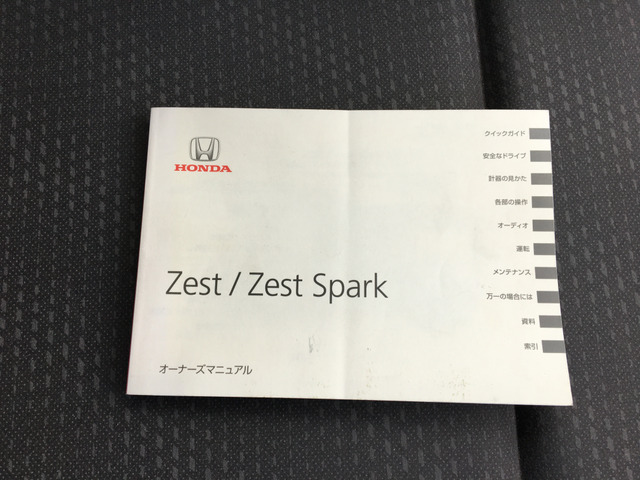 HONDA
Zest / Zest Spark
オーナーズマニュアル
クイックガイド
安全なドライブ
計器の見かた
各部の操作
オーディオ
運転
メンテナンス
万一の場合には
資料
索引